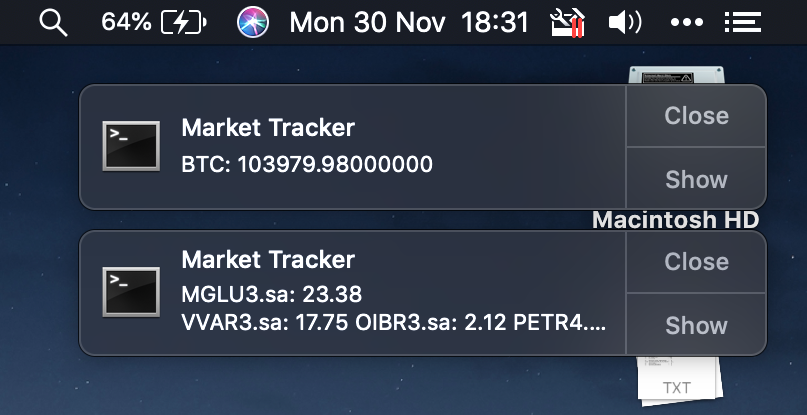 64% Mon 30 Nov 18:31
Market Tracker
BTC: 103979.98000000
Close
Show
Macintosh HD
Market Tracker
MGLU3.sa: 23.38
VVAR3.sa: 17.75 OIBR3.sa: 2.12 PETR4....
Close
Show
TXT